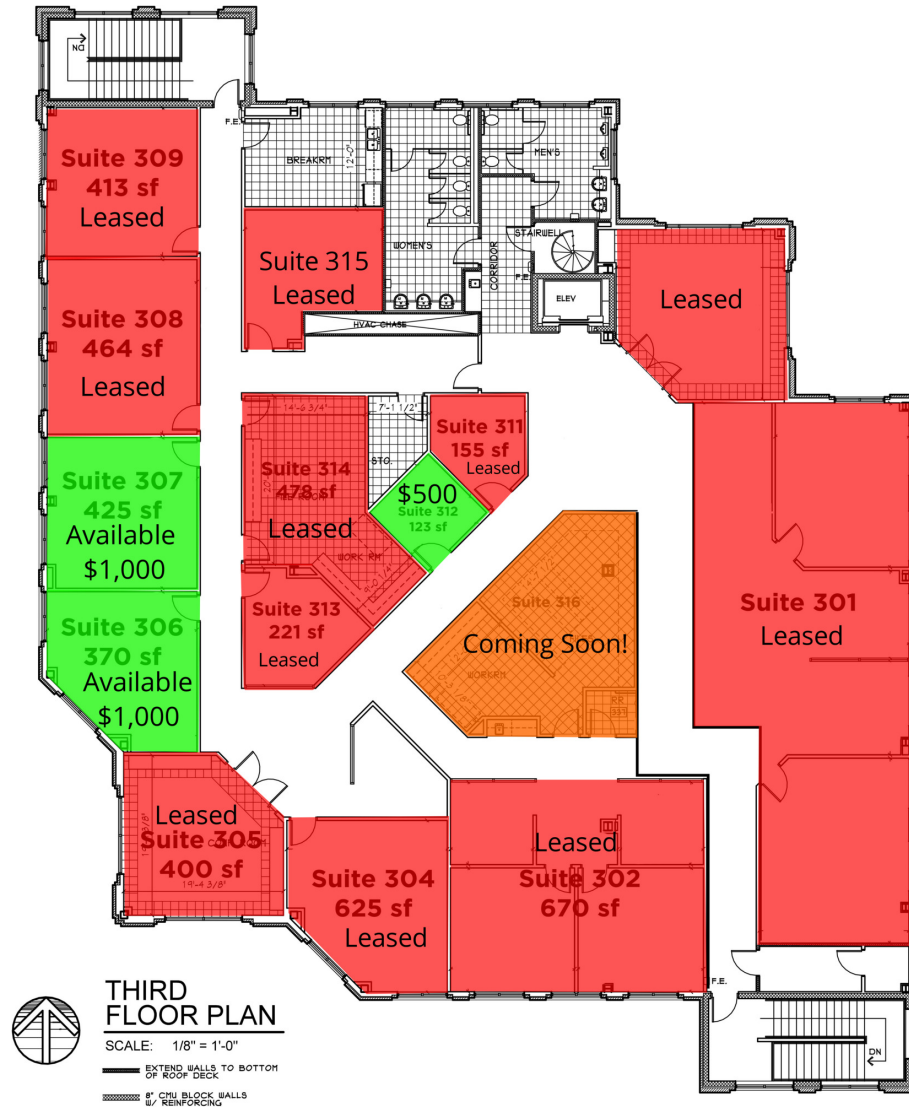 DN
F.E.
Suite 309
413 sf
Leased
BREAKRM
12'-0"
MEN'S
WOMEN'S
CORRIDOR
STAIRWELL
F.E.
ELEV
Suite 315
Leased
HVAC CHASE
Leased
Suite 308
464 sf
Leased
14'-6 3/4"
7'-1 1/2"
STO.
Suite 311
155 sf
Leased
Suite 307
425 sf
Available
$1,000
Suite 314
478 sf
Leased
WORK RM
$500
Suite 312
123 sf
Suite 306
370 sf
Available
$1,000
Suite 313
221 sf
Leased
Suite 316
Coming Soon!
WORKRM
RR
331
Suite 301
Leased
Leased
Suite 305
400 sf
19'-4 3/8"
Suite 304
625 sf
Leased
Leased
Suite 302
670 sf
F.E.
DN
THIRD
FLOOR PLAN
SCALE: 1/8" = 1'-0"
EXTEND WALLS TO BOTTOM
OF ROOF DECK
8" CMU BLOCK WALLS
W/ REINFORCING